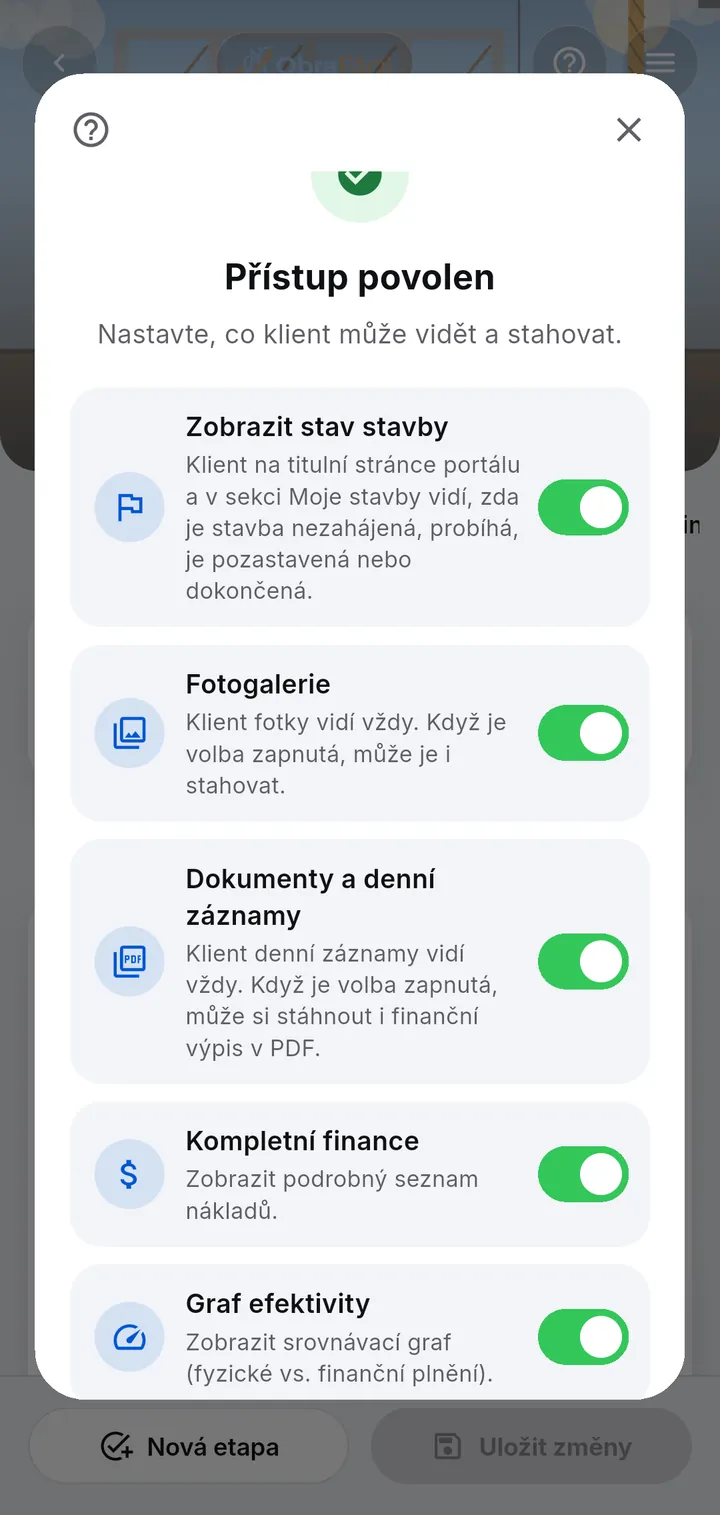 Přístup povolen
Nastavte, co klient může vidět a stahovat.
Zobrazit stav stavby
Klient na titulní stránce portálu
a v sekci Moje stavby vidí, zda
je stavba nezahájená, probíhá,
je pozastavená nebo
dokončená.
Fotogalerie
Klient fotky vidí vždy. Když je
volba zapnutá, může je i
stahovat.
Dokumenty a denní
záznamy
PDF
Klient denní záznamy vidí
vždy. Když je volba zapnutá,
může si stáhnout i finanční
výpis v PDF.
Kompletní finance
$
Zobrazit podrobný seznam
nákladů.
Graf efektivity
Zobrazit srovnávací graf
(fyzické vs. finanční plnění).
Nová etapa
Uložit změny